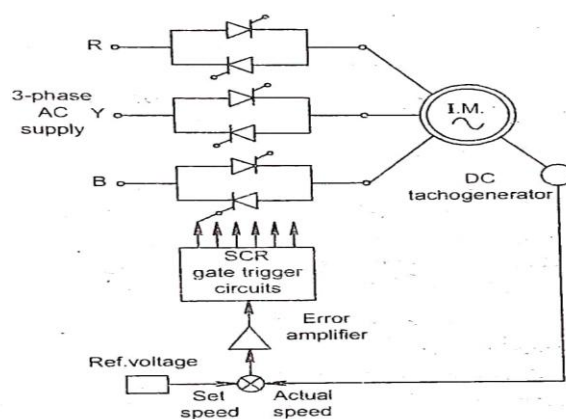 R
3-phase
AC
supply
Y
B
I.M.
DC
tachogenerator
SCR
gate trigger
circuits
Error
amplifier
Ref.voltage
Set
speed
Actual
speed